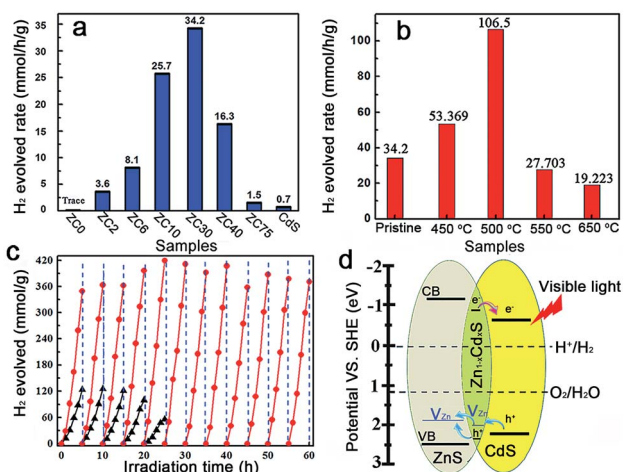 a
H₂ evolved rate (mmol/h/g)
35
30
25
20
15
10
5
0
Trace
3.6
8.1
25.7
34.2
16.3
1.5
0.7
ZC0
ZC2
ZC6
ZC10
ZC30
ZC40
ZC75
CdS
Samples
b
H₂ evolved rate (mmol/h/g)
100
80
60
40
20
0
34.2
53.369
106.5
27.703
19.223
Pristine
450 °C
500 °C
550 °C
650 °C
Samples
c
H₂ evolved (mmol/g)
420
360
300
240
180
120
60
0
0
10
20
30
40
50
60
Irradiation time (h)
d
Potential VS. SHE (eV)
-2
-1
0
1
2
3
CB
e⁻
e⁻
Visible light
Zn₁₋ₓCdₓS
H⁺/H₂
O₂/H₂O
V_Zn
V_Zn
h⁺
h⁺
VB
ZnS
CdS